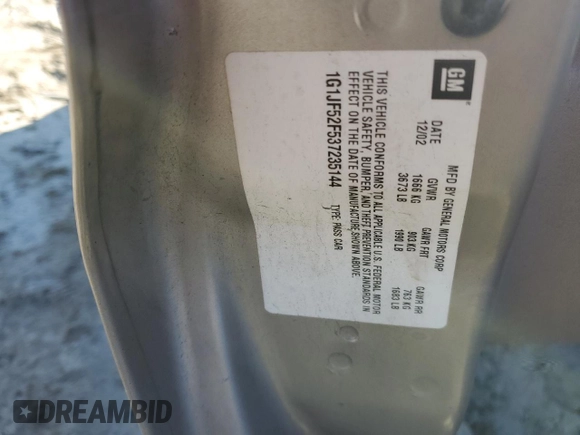 GM
MFD BY GENERAL MOTORS CORP
DATE GVWR GAWR FRT GAWR RR
12/02 1666 KG 903 KG 763 KG
3673 LB 1990 LB 1683 LB
THIS VEHICLE CONFORMS TO ALL APPLICABLE U.S. FEDERAL MOTOR
VEHICLE SAFETY, BUMPER, AND THEFT PREVENTION STANDARDS IN
EFFECT ON THE DATE OF MANUFACTURE SHOWN ABOVE.
1G1JF52F537235144 TYPE: PASS CAR
DREAMBID